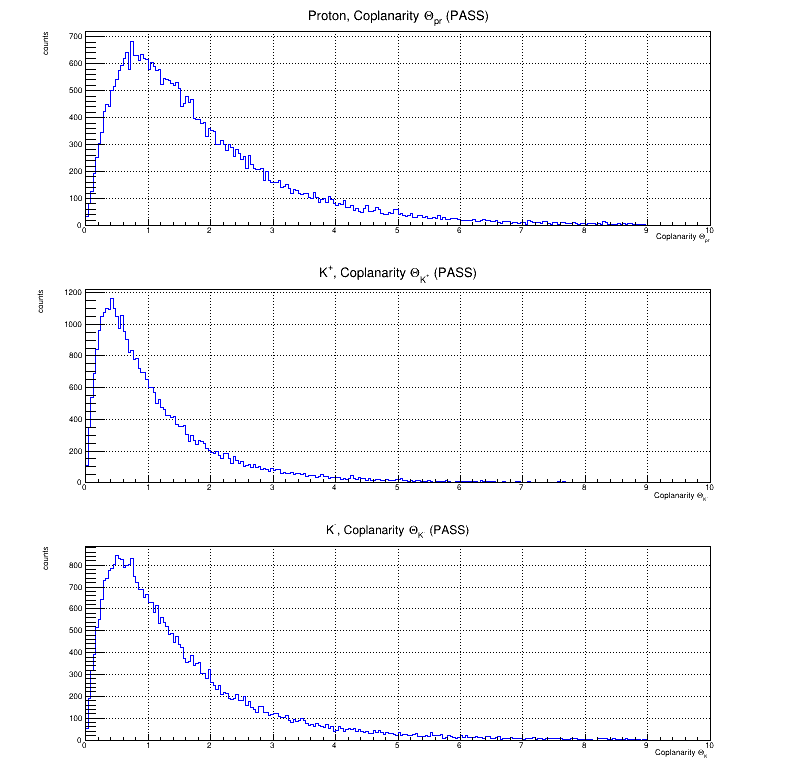 Proton, Coplanarity Θpr (PASS)
counts
700
600
500
400
300
200
100
0
0 1 2 3 4 5 6 7 8 9 10
Coplanarity Θpr
K+, Coplanarity ΘK+ (PASS)
counts
1200
1000
800
600
400
200
0
0 1 2 3 4 5 6 7 8 9 10
Coplanarity ΘK
K-, Coplanarity ΘK (PASS)
counts
800
700
600
500
400
300
200
100
0
0 1 2 3 4 5 6 7 8 9 10
Coplanarity ΘK